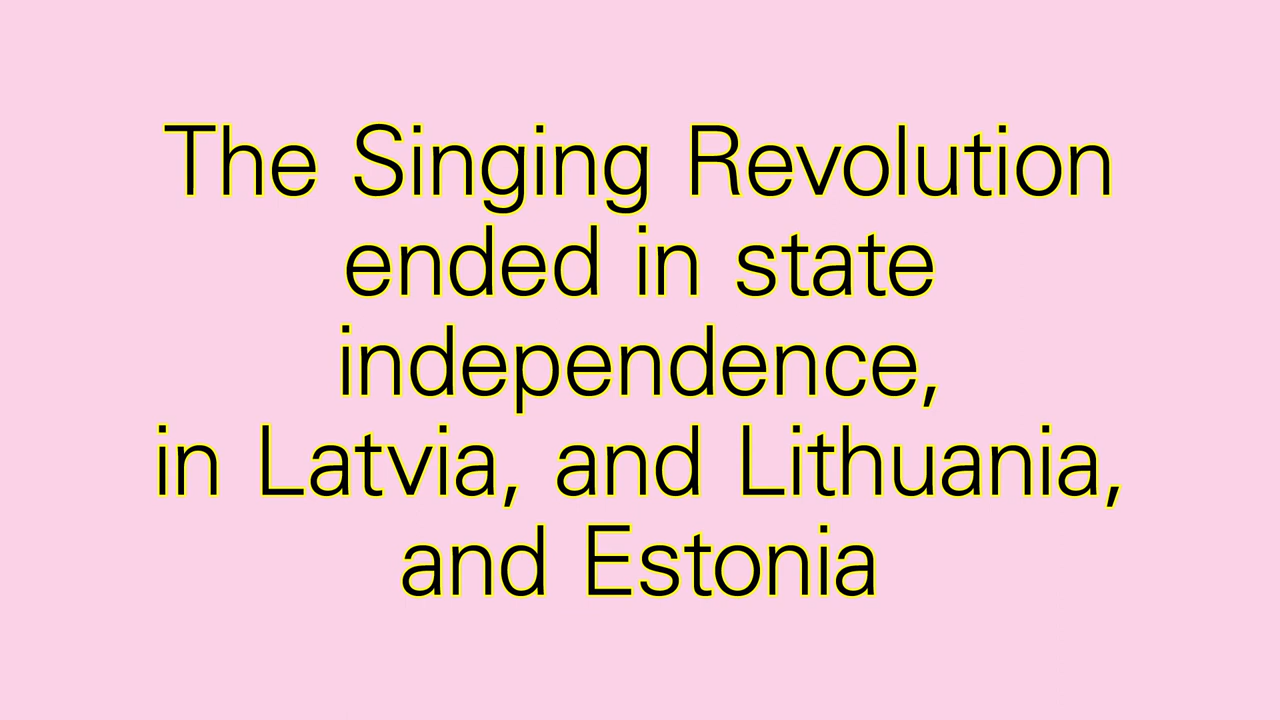 The Singing Revolution
ended in state
independence,
in Latvia, and Lithuania,
and Estonia